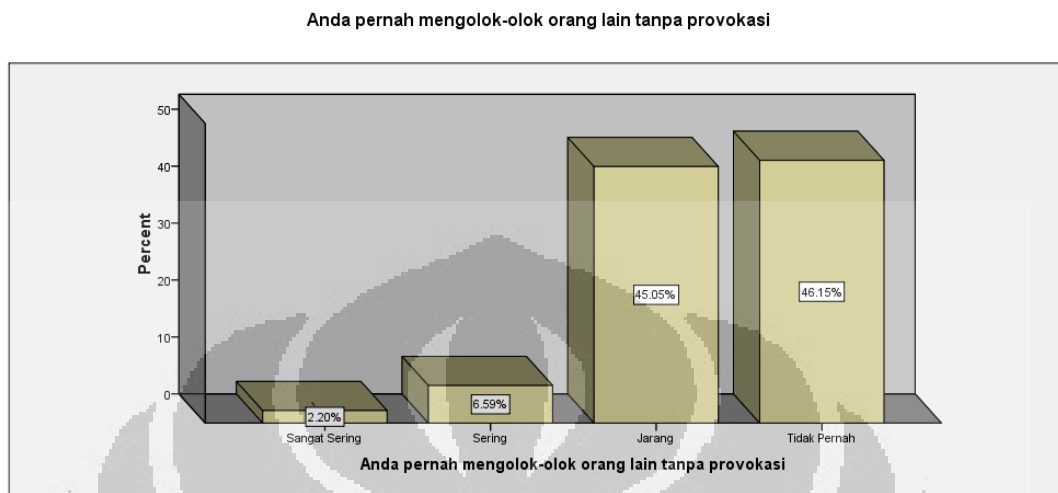 Anda pernah mengolok-olok orang lain tanpa provokasi
50
40
30
20
10
0
Percent
2.20%
6.59%
45.05%
46.15%
Sangat Sering
Sering
Jarang
Tidak Pernah
Anda pernah mengolok-olok orang lain tanpa provokasi